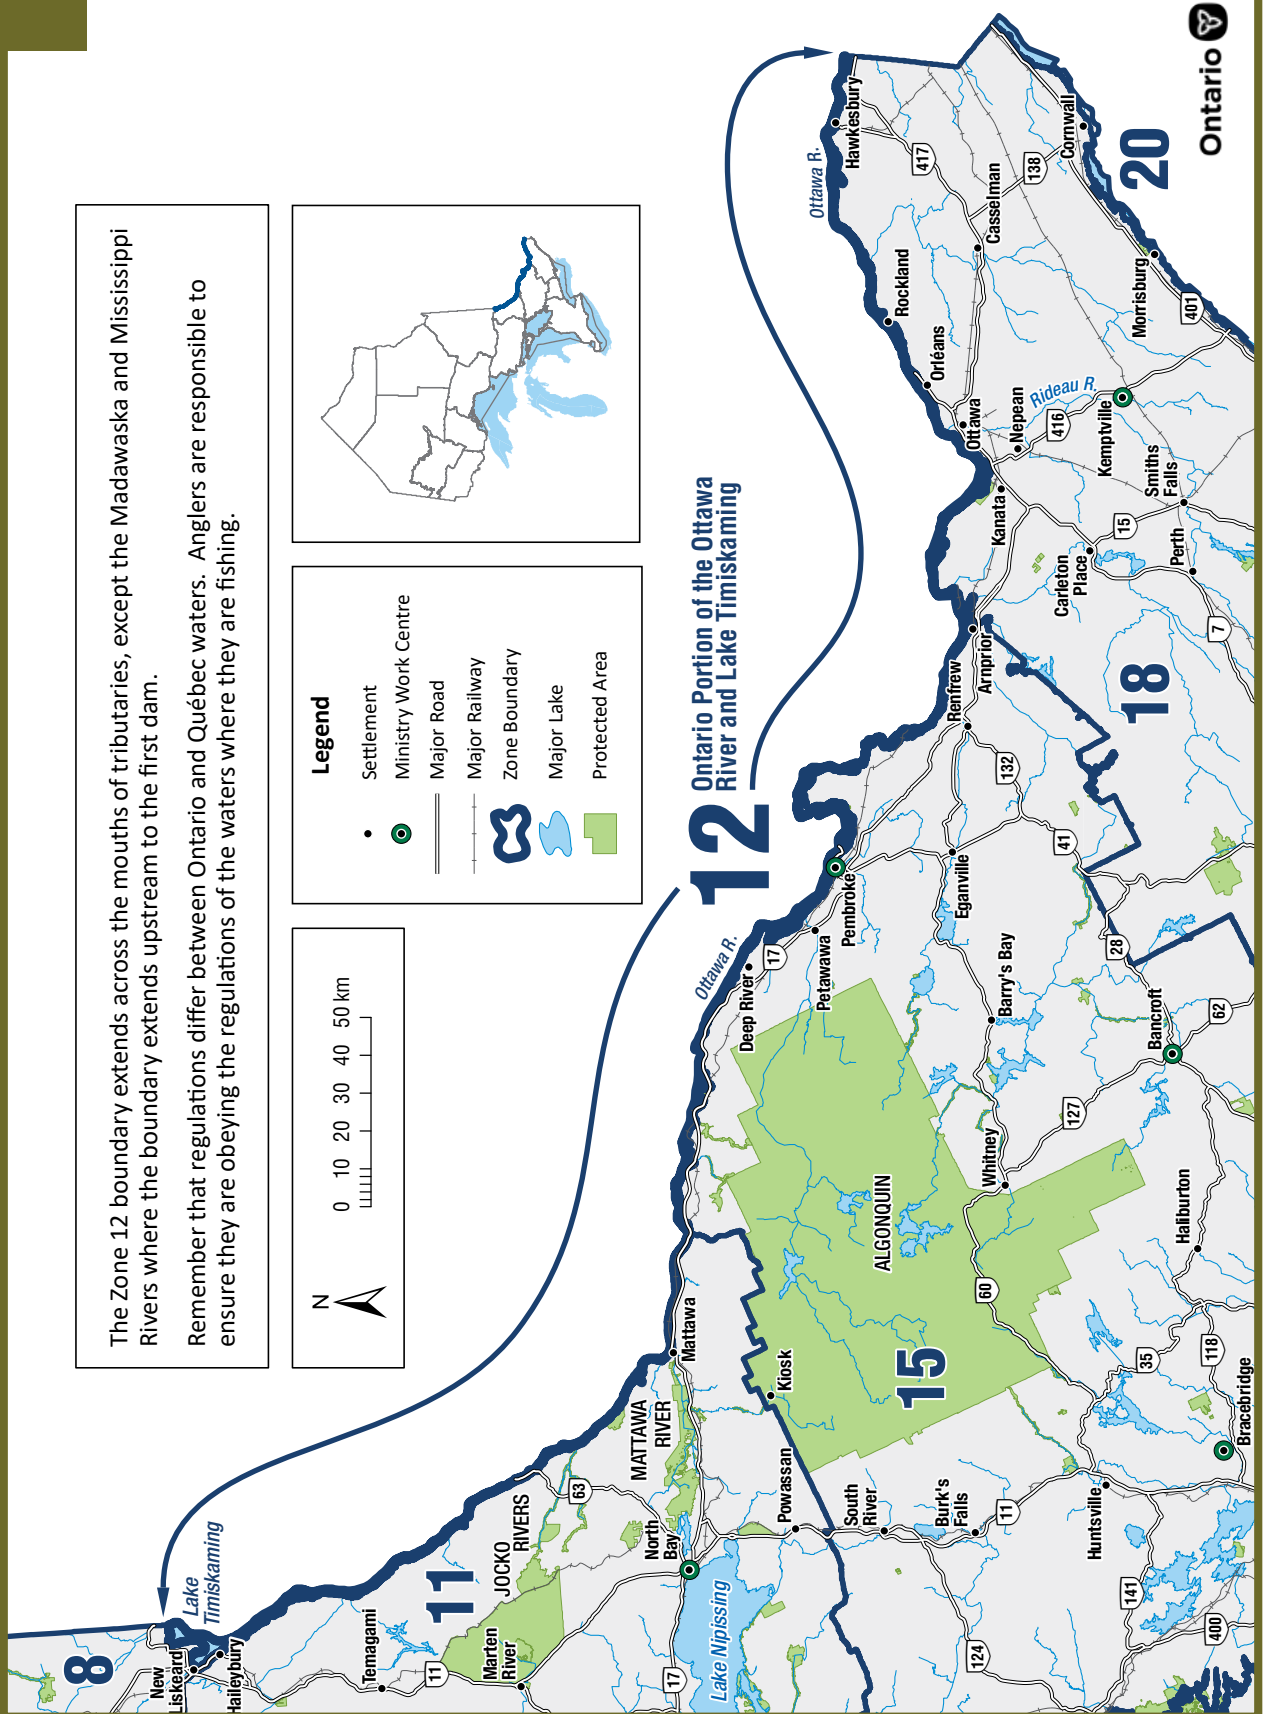 The Zone 12 boundary extends across the mouths of tributaries, except the Madawaska and Mississippi
Rivers where the boundary extends upstream to the first dam.
Remember that regulations differ between Ontario and Québec waters.  Anglers are responsible to
ensure they are obeying the regulations of the waters where they are fishing.
N
0 10 20 30 40 50 km
Legend
Settlement
Ministry Work Centre
Major Road
Major Railway
Zone Boundary
Major Lake
Protected Area
12
Ontario Portion of the Ottawa
River and Lake Timiskaming
8
New
Liskeard
Haileybury
Lake
Timiskaming
Temagami
11
11
Marten
River
JOCKO
RIVERS
63
MATTAWA
RIVER
North
Bay
17
Lake Nipissing
Mattawa
Kiosk
Powassan
South
River
Burk's
Falls
11
124
Huntsville
141
400
Bracebridge
118
35
Haliburton
15
60
ALGONQUIN
Whitney
127
Bancroft
62
28
Barry's Bay
Ottawa R.
Deep River
17
Petawawa
Pembroke
Eganville
41
132
Renfrew
Arnprior
18
7
Perth
Carleton
Place
15
Smiths
Falls
Kanata
Nepean
Ottawa
416
Rideau R.
Kemptville
Orléans
Rockland
Ottawa R.
Hawkesbury
417
Casselman
138
Cornwall
Morrisburg
401
20
Ontario